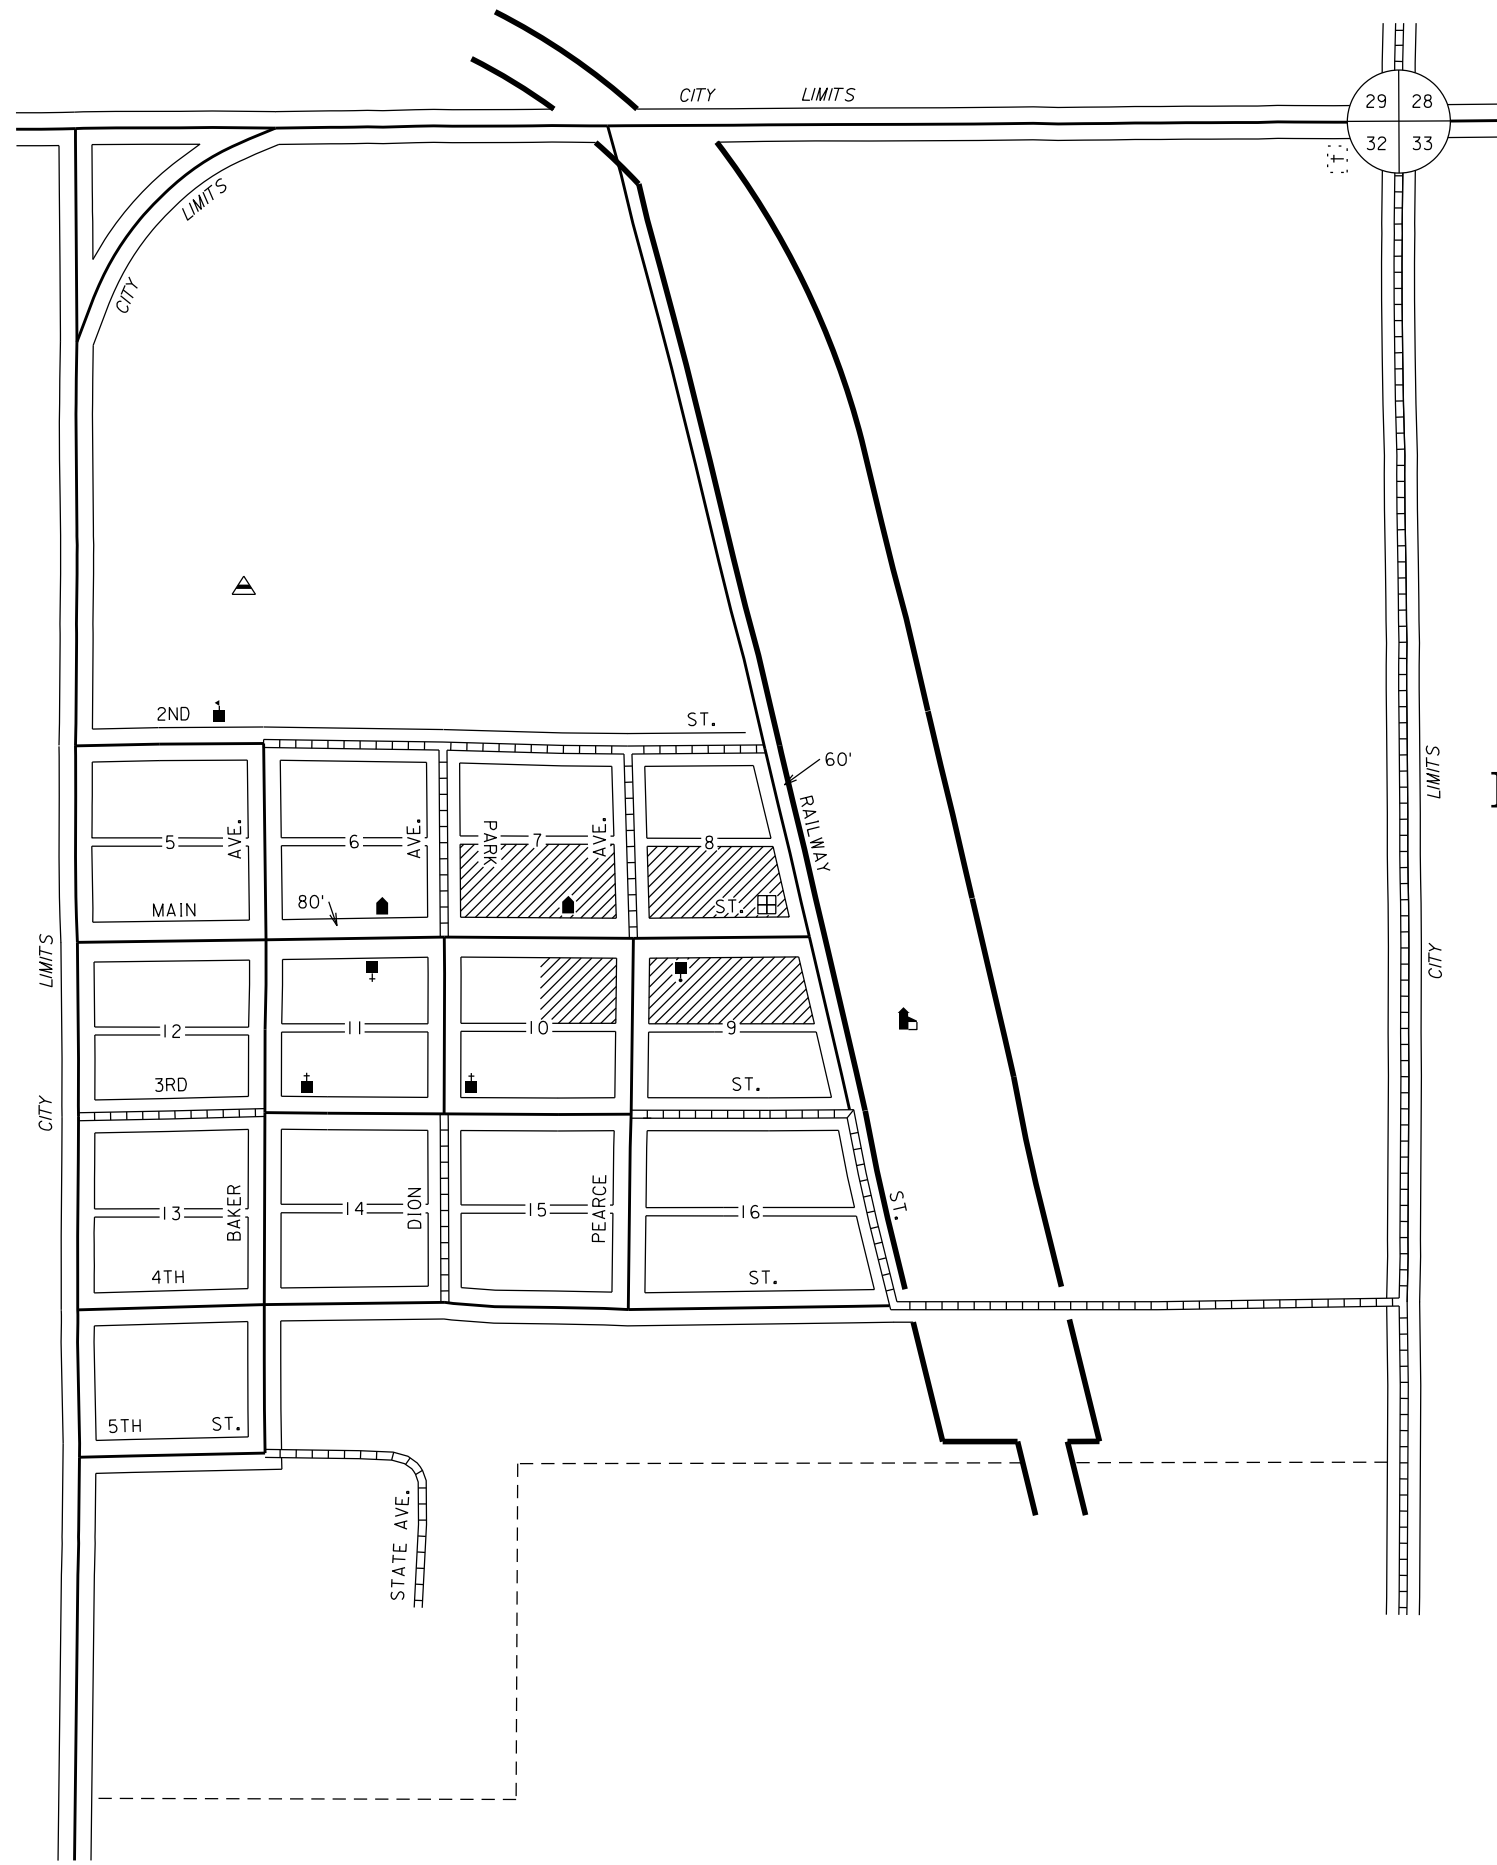 CITY LIMITS
29 28
32 33
LIMITS
CITY
2ND ST.
60'
RAILWAY
LIMITS
AVE.
AVE.
PARK
AVE.
5 6 7 8
80'
MAIN ST.
LIMITS
CITY
12 11 10 9
3RD ST.
CITY
BAKER
DION
PEARCE
ST.
13 14 15 16
4TH ST.
5TH ST.
STATE AVE.